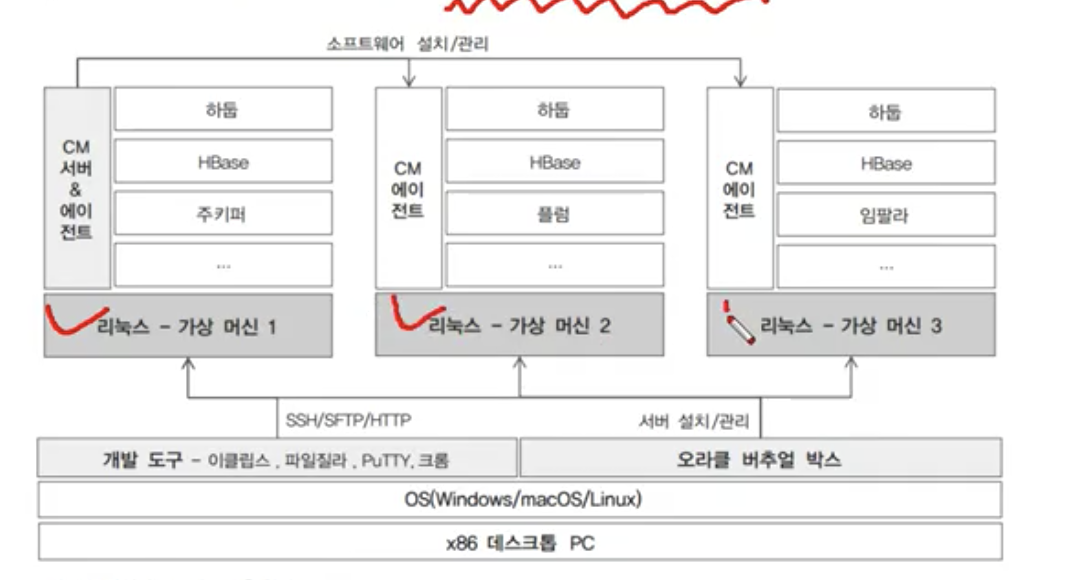 소프트웨어 설치/관리
CM
서버
&
에이
전트
하둡
HBase
주키퍼
...
리눅스 - 가상 머신 1
CM
에이
전트
하둡
HBase
플럼
...
리눅스 - 가상 머신 2
CM
에이
전트
하둡
HBase
임팔라
...
리눅스 - 가상 머신 3
SSH/SFTP/HTTP
서버 설치/관리
개발 도구 - 이클립스, 파일질라, PuTTY, 크롬
오라클 버추얼 박스
OS(Windows/macOS/Linux)
x86 데스크톱 PC